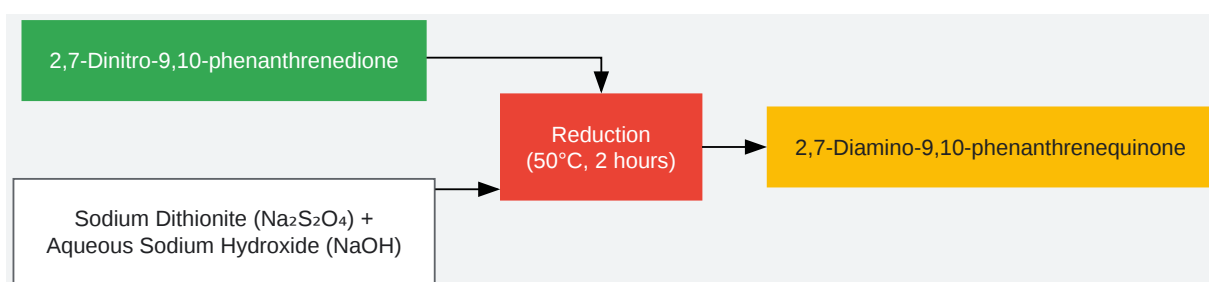 2,7-Dinitro-9,10-phenanthrenedione
Reduction
(50°C, 2 hours)
2,7-Diamino-9,10-phenanthrenequinone
Sodium Dithionite (Na₂S₂O₄) +
Aqueous Sodium Hydroxide (NaOH)